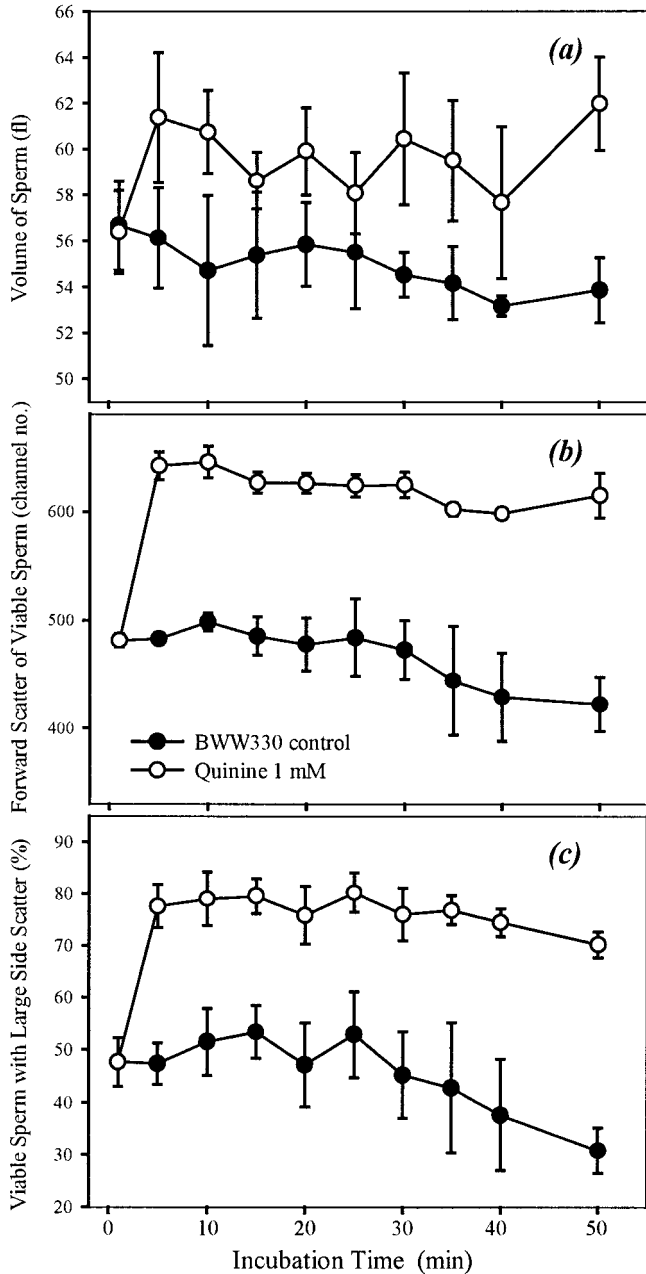 66
64
62
60
58
56
54
52
50
Volume of Sperm (fl)
(a)
600
500
400
Forward Scatter of Viable Sperm (channel no.)
(b)
BWW330 control
Quinine 1 mM
90
80
70
60
50
40
30
20
Viable Sperm with Large Side Scatter (%)
(c)
0 10 20 30 40 50
Incubation Time (min)